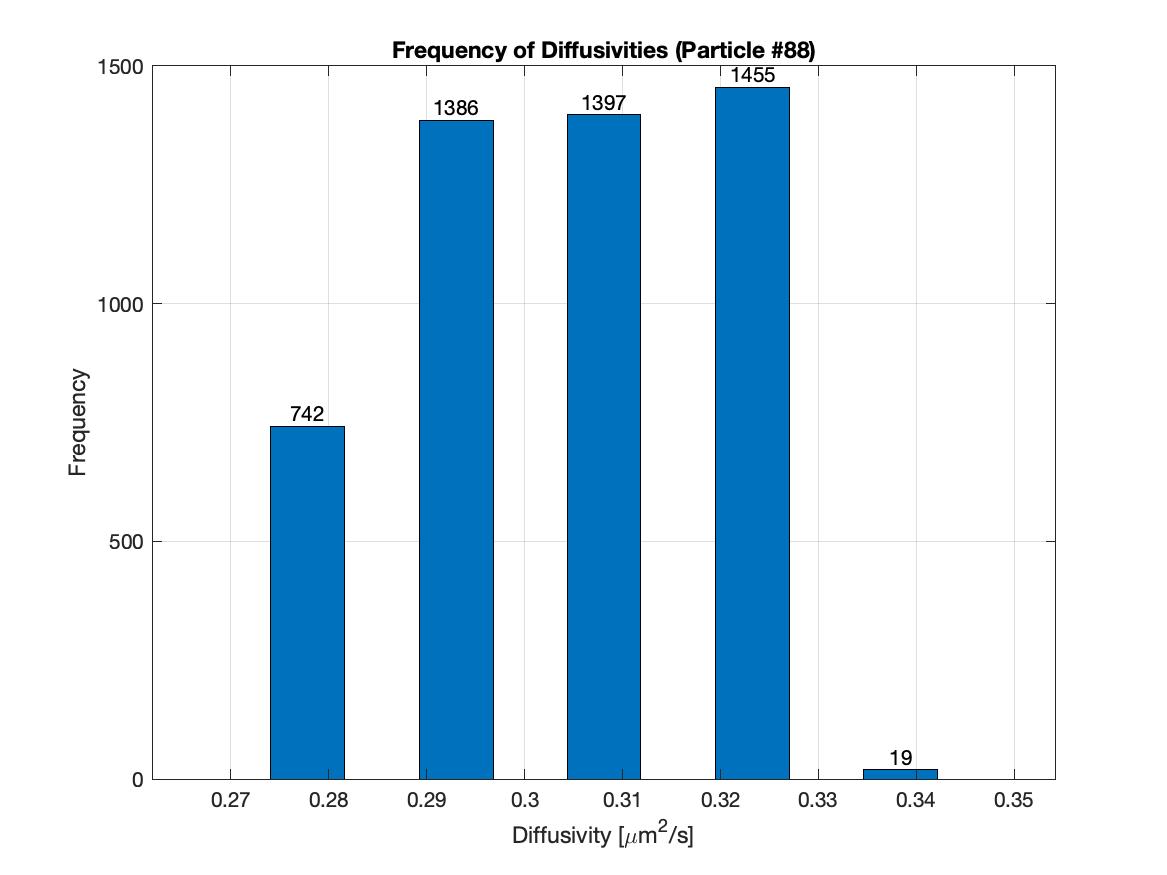 Frequency of Diffusivities (Particle #88)
1500
1000
500
0
Frequency
742
1386
1397
1455
19
0.27 0.28 0.29 0.3 0.31 0.32 0.33 0.34 0.35
Diffusivity [μm²/s]